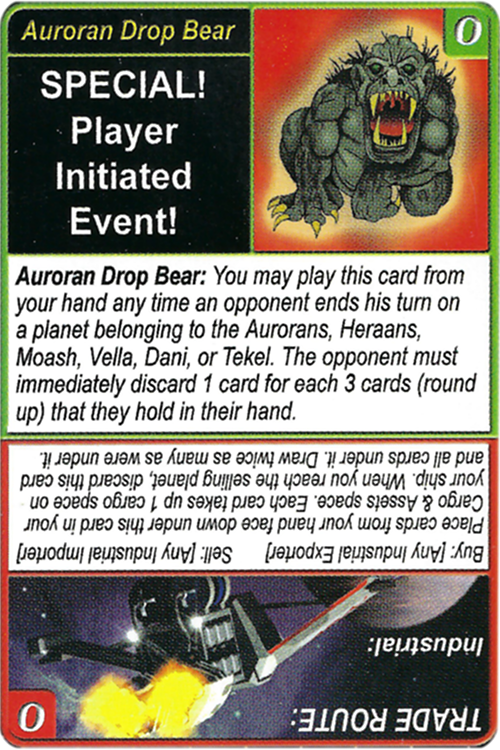 Auroran Drop Bear
0
SPECIAL!
Player
Initiated
Event!
Auroran Drop Bear: You may play this card from
your hand any time an opponent ends his turn on
a planet belonging to the Aurorans, Heraans,
Moash, Vella, Dani, or Tekel. The opponent must
immediately discard 1 card for each 3 cards (round
up) that they hold in their hand.
TRADE ROUTE:
0
Industrial:
Buy: [Any Industrial Exporter] Sell: [Any Industrial Importer]
Place cards from your hand face down under this card in your
Cargo & Assets space. Each card takes up 1 cargo space on
your ship. When you reach the selling planet, discard this card
and all cards under it. Draw twice as many as were under it.